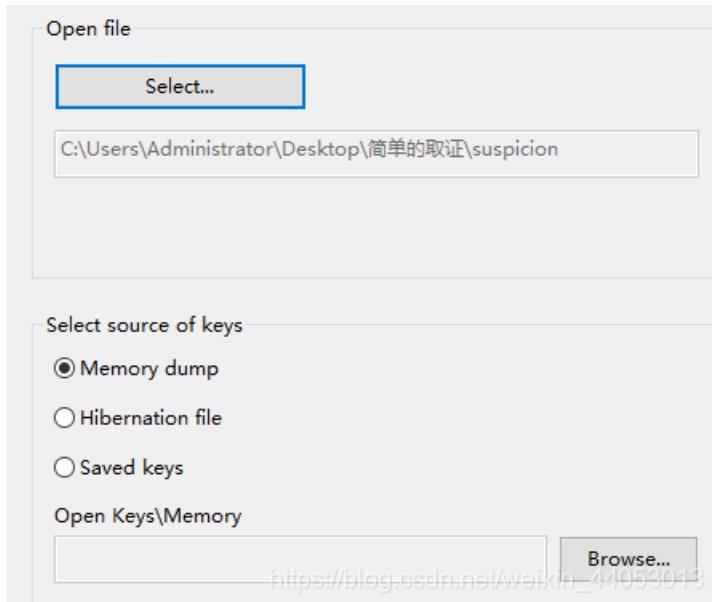 Open file
Select...
C:\Users\Administrator\Desktop\简单的取证\suspicion
Select source of keys
Memory dump
Hibernation file
Saved keys
Open Keys\Memory
Browse...
https://blog.csdn.net/weixin_44053013